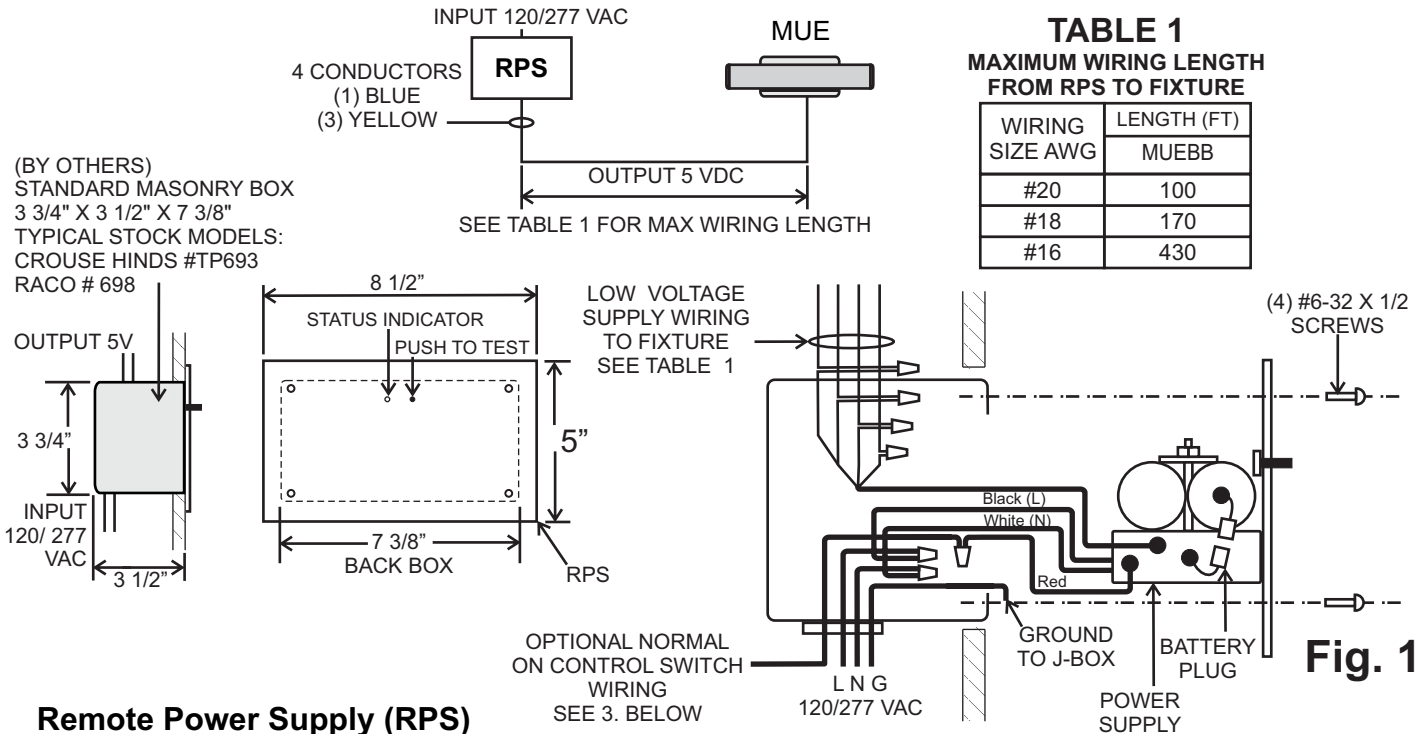 INPUT 120/277 VAC
RPS
MUE
4 CONDUCTORS
(1) BLUE
(3) YELLOW
OUTPUT 5 VDC
SEE TABLE 1 FOR MAX WIRING LENGTH
TABLE 1
MAXIMUM WIRING LENGTH
FROM RPS TO FIXTURE
WIRING
SIZE AWG
LENGTH (FT)
MUEBB
#20 100
#18 170
#16 430
(BY OTHERS)
STANDARD MASONRY BOX
3 3/4" X 3 1/2" X 7 3/8"
TYPICAL STOCK MODELS:
CROUSE HINDS #TP693
RACO # 698
OUTPUT 5V
3 3/4”
INPUT
120/ 277
VAC
3 1/2”
8 1/2”
STATUS INDICATOR
PUSH TO TEST
5”
7 3/8”
BACK BOX
RPS
LOW VOLTAGE
SUPPLY WIRING
TO FIXTURE
SEE TABLE 1
(4) #6-32 X 1/2
SCREWS
Black (L)
White (N)
Red
OPTIONAL NORMAL
ON CONTROL SWITCH
WIRING
SEE 3. BELOW
L N G
120/277 VAC
GROUND
TO J-BOX
BATTERY
PLUG
POWER
SUPPLY
Fig. 1
Remote Power Supply (RPS)